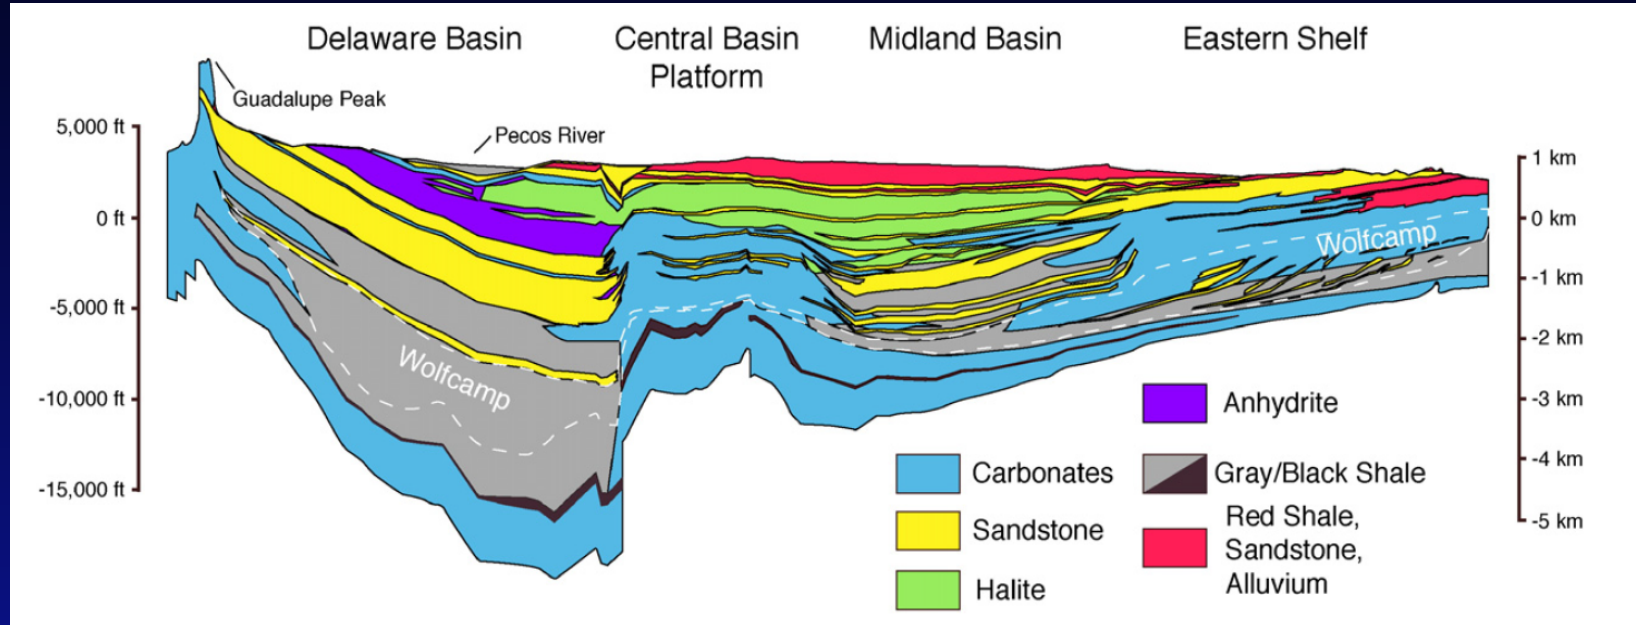 Delaware Basin
Central Basin
Platform
Midland Basin
Eastern Shelf
Guadalupe Peak
Pecos River
5,000 ft
0 ft
-5,000 ft
-10,000 ft
-15,000 ft
1 km
0 km
-1 km
-2 km
-3 km
-4 km
-5 km
Wolfcamp
Wolfcamp
Carbonates
Sandstone
Halite
Anhydrite
Gray/Black Shale
Red Shale,
Sandstone,
Alluvium